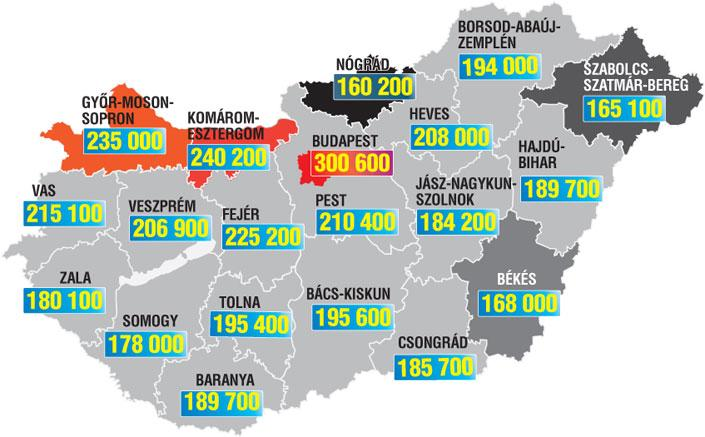 BORSOD-ABAÚJ-
ZEMPLÉN
194 000
NÓGRÁD
160 200
SZABOLCS-
SZATMÁR-BEREG
165 100
GYŐR-MOSON-
SOPRON
235 000
KOMÁROM-
ESZTERGOM
240 200
BUDAPEST
300 600
HEVES
208 000
HAJDÚ-
BIHAR
189 700
VAS
215 100
VESZPRÉM
206 900
FEJÉR
225 200
PEST
210 400
JÁSZ-NAGYKUN-
SZOLNOK
184 200
ZALA
180 100
SOMOGY
178 000
TOLNA
195 400
BÁCS-KISKUN
195 600
BÉKÉS
168 000
CSONGRÁD
185 700
BARANYA
189 700